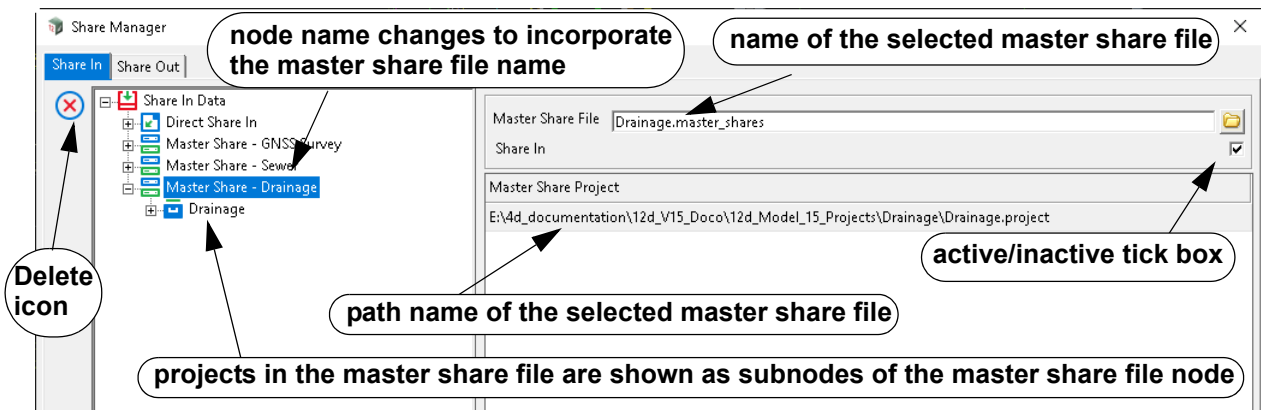 Share Manager
node name changes to incorporate
the master share file name
name of the selected master share file
Share In
Share Out
Share In Data
Direct Share In
Master Share - GNSS Survey
Master Share - Sewer
Master Share - Drainage
Drainage
Master Share File
Drainage.master_shares
Share In
Master Share Project
E:\4d_documentation\12d_V15_Doco\12d_Model_15_Projects\Drainage\Drainage.project
active/inactive tick box
Delete
icon
path name of the selected master share file
projects in the master share file are shown as subnodes of the master share file node